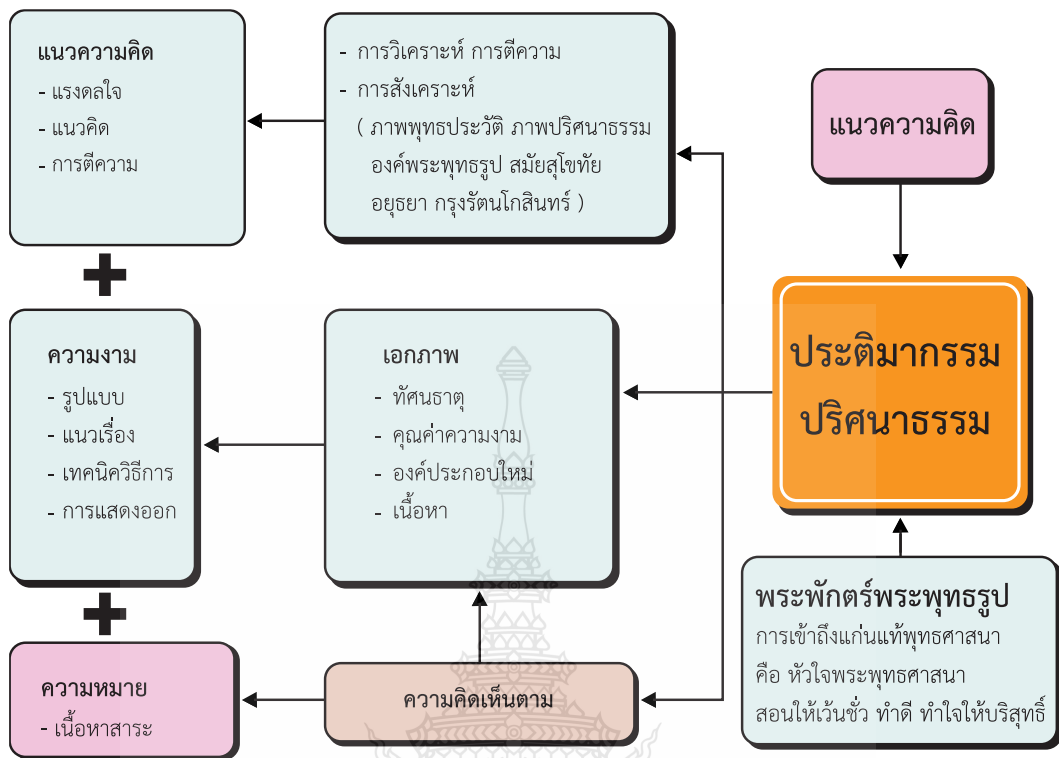 แนวความคิด
- แรงดลใจ
- แนวคิด
- การตีความ
- การวิเคราะห์ การตีความ
- การสังเคราะห์
( ภาพพุทธประวัติ ภาพปริศนาธรรม
องค์พระพุทธรูป สมัยสุโขทัย
อยุธยา กรุงรัตนโกสินทร์ )
แนวความคิด
ความงาม
- รูปแบบ
- แนวเรื่อง
- เทคนิควิธีการ
- การแสดงออก
เอกภาพ
- ทัศนธาตุ
- คุณค่าความงาม
- องค์ประกอบใหม่
- เนื้อหา
ประติมากรรม
ปริศนาธรรม
ความหมาย
- เนื้อหาสาระ
ความคิดเห็นตาม
พระพักตร์พระพุทธรูป
การเข้าถึงแก่นแท้พุทธศาสนา
คือ หัวใจพระพุทธศาสนา
สอนให้เว้นชั่ว ทำดี ทำใจให้บริสุทธิ์